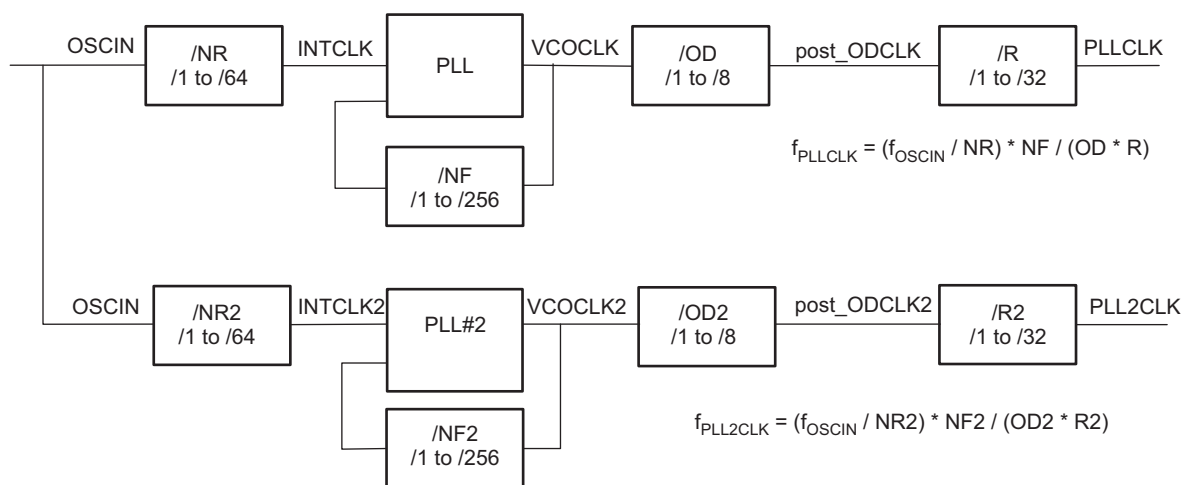 OSCIN
/NR
/1 to /64
INTCLK
PLL
VCOCLK
/OD
/1 to /8
post_ODCLK
/R
/1 to /32
PLLCLK
/NF
/1 to /256
f_PLLCLK = (f_OSCIN / NR) * NF / (OD * R)
OSCIN
/NR2
/1 to /64
INTCLK2
PLL#2
VCOCLK2
/OD2
/1 to /8
post_ODCLK2
/R2
/1 to /32
PLL2CLK
/NF2
/1 to /256
f_PLL2CLK = (f_OSCIN / NR2) * NF2 / (OD2 * R2)